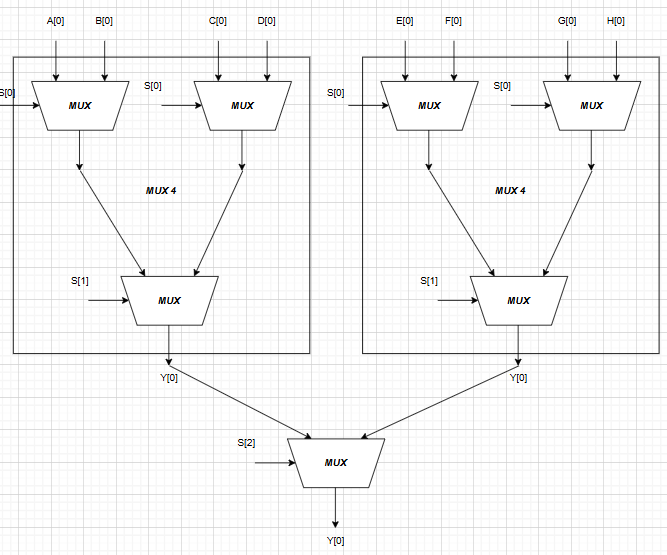 A[0] B[0] C[0] D[0] E[0] F[0] G[0] H[0]
S[0] MUX S[0] MUX S[0] MUX S[0] MUX
MUX 4 MUX 4
S[1] S[1]
MUX MUX
Y[0] Y[0]
S[2]
MUX
Y[0]